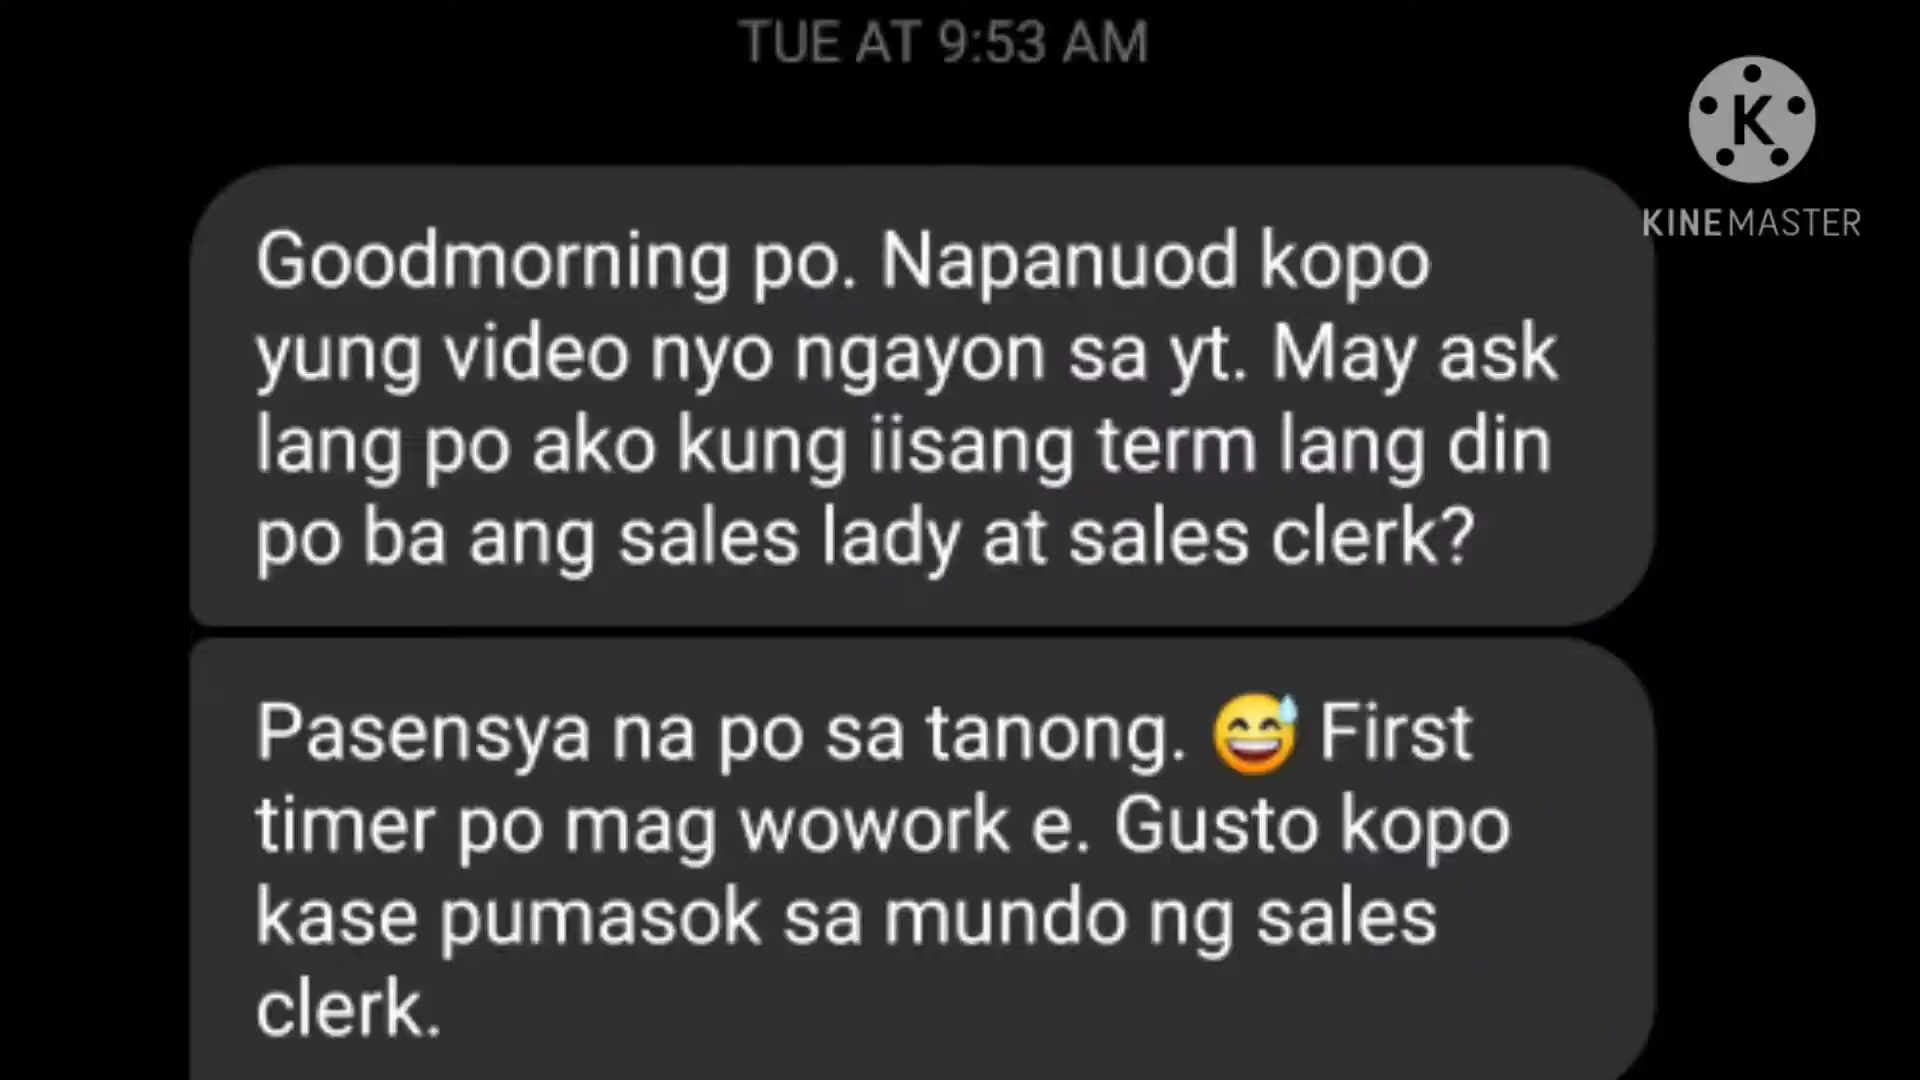 TUE AT 9:53 AM
K
KINEMASTER
Goodmorning po. Napanuod kopo
yung video nyo ngayon sa yt. May ask
lang po ako kung iisang term lang din
po ba ang sales lady at sales clerk?
Pasensya na po sa tanong. 😅 First
timer po mag wowork e. Gusto kopo
kase pumasok sa mundo ng sales
clerk.